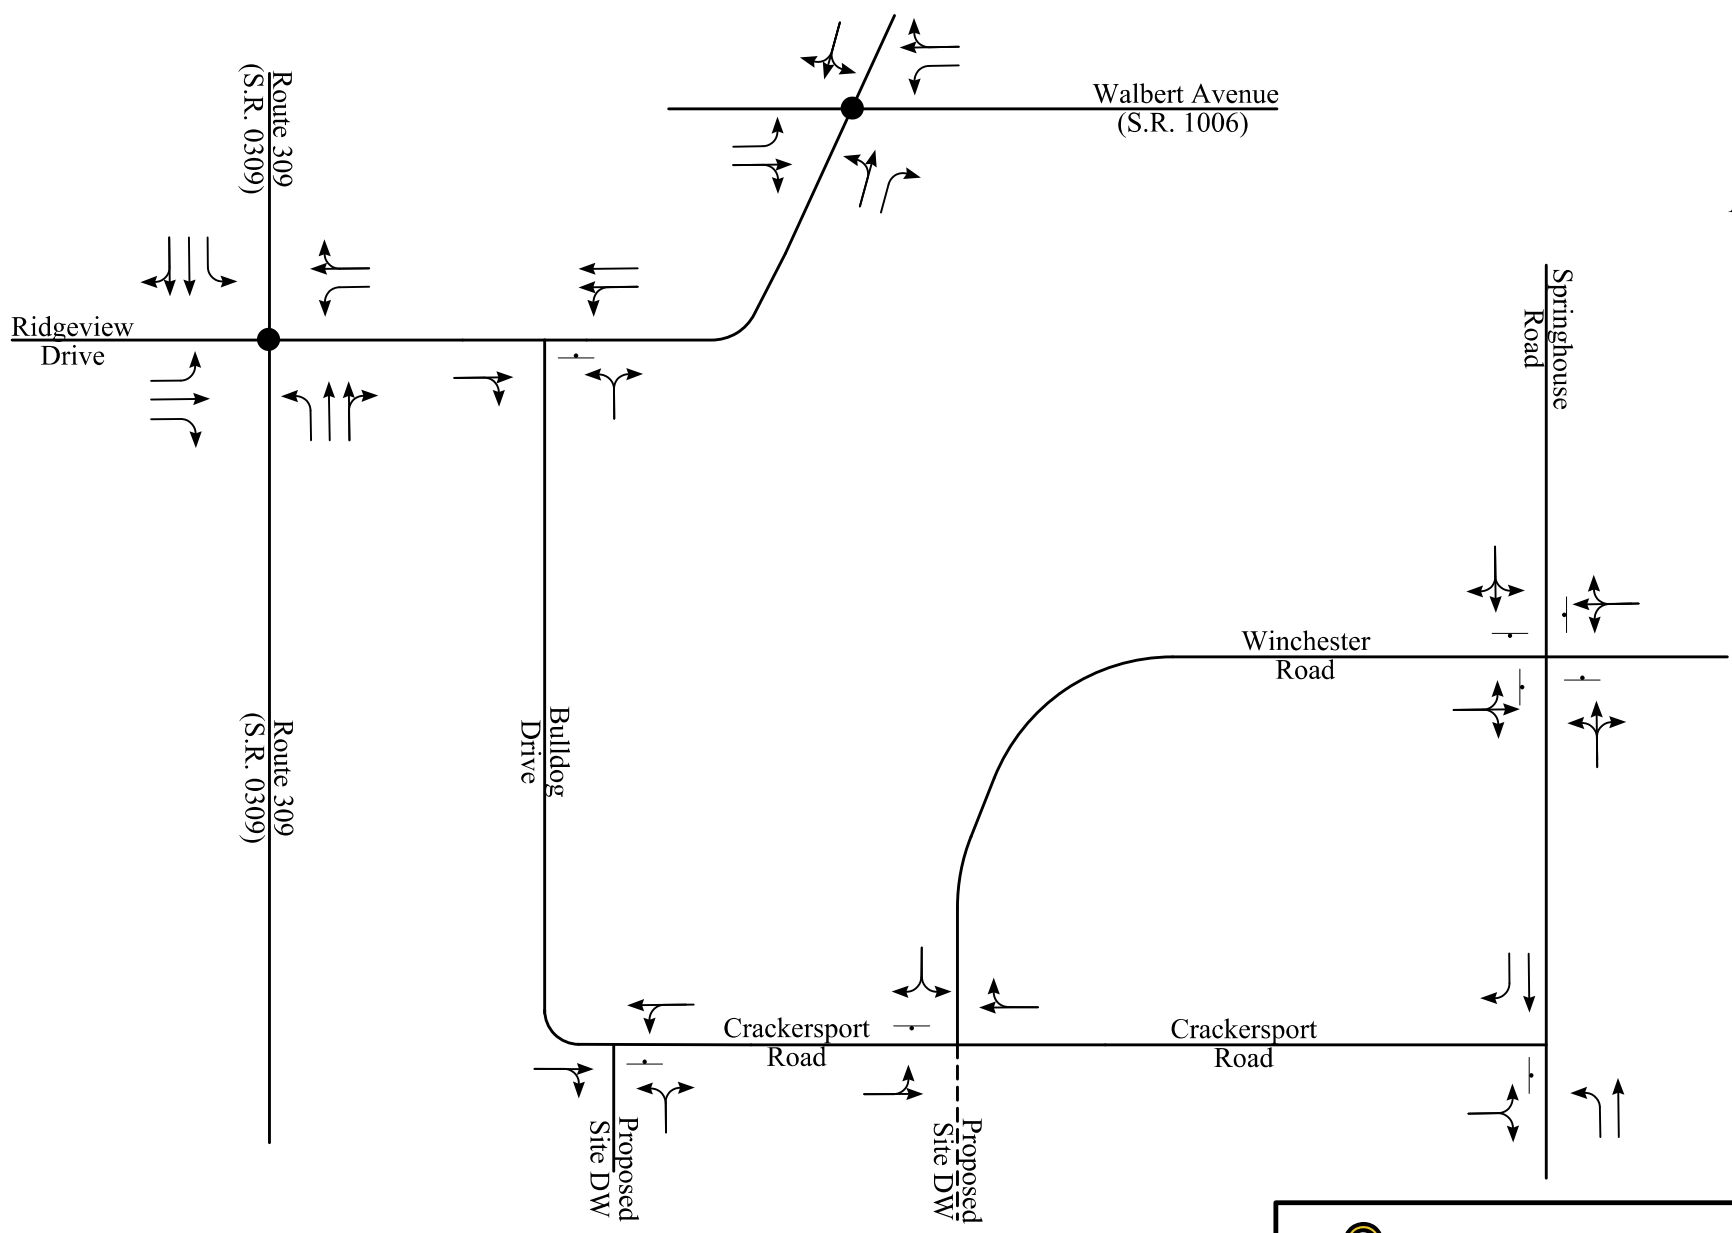 Walbert Avenue
(S.R. 1006)
Route 309
(S.R. 0309)
Ridgeview
Drive
Springhouse
Road
Winchester
Road
Route 309
(S.R. 0309)
Bulldog
Drive
Crackersport
Road
Crackersport
Road
Proposed
Site DW
Proposed
Site DW